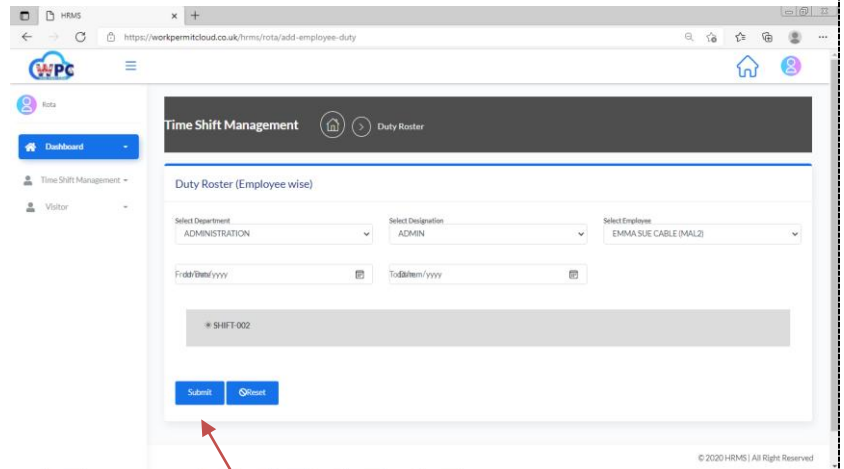 HRMS
https://workpermitcloud.co.uk/hrms/rota/add-employee-duty
WPC
Rota
Time Shift Management Duty Roster
Dashboard
Time Shift Management
Visitor
Duty Roster (Employee wise)
Select Department Select Designation Select Employee
ADMINISTRATION ADMIN EMMA SUE CABLE (MAL2)
SHIFT-002
Submit Reset
© 2020 HRMS | All Right Reserved